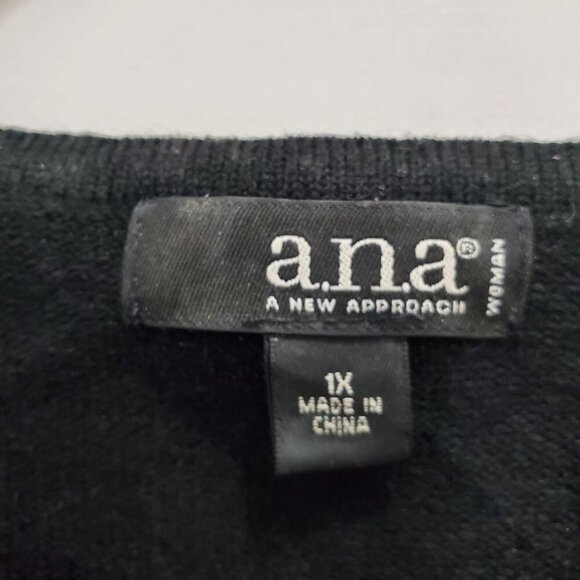 a.n.a®
A NEW APPROACH
WOMAN
1X
MADE IN
CHINA